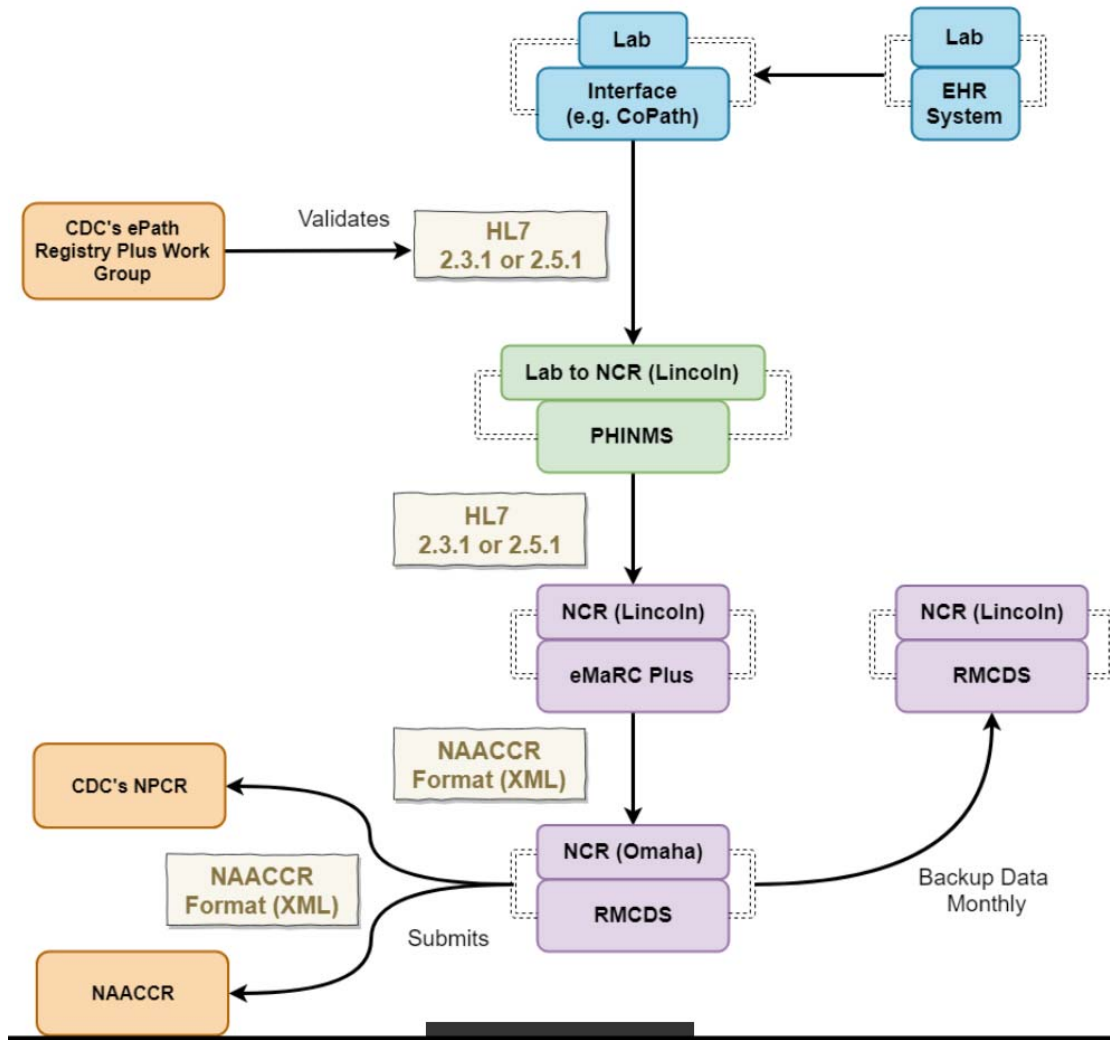 Lab
Interface
(e.g. CoPath)
Lab
EHR
System
CDC's ePath
Registry Plus Work
Group
Validates
HL7
2.3.1 or 2.5.1
Lab to NCR (Lincoln)
PHINMS
HL7
2.3.1 or 2.5.1
NCR (Lincoln)
eMaRC Plus
NCR (Lincoln)
RMCDS
NAACCR
Format (XML)
CDC's NPCR
NCR (Omaha)
RMCDS
Backup Data
Monthly
NAACCR
Format (XML)
Submits
NAACCR